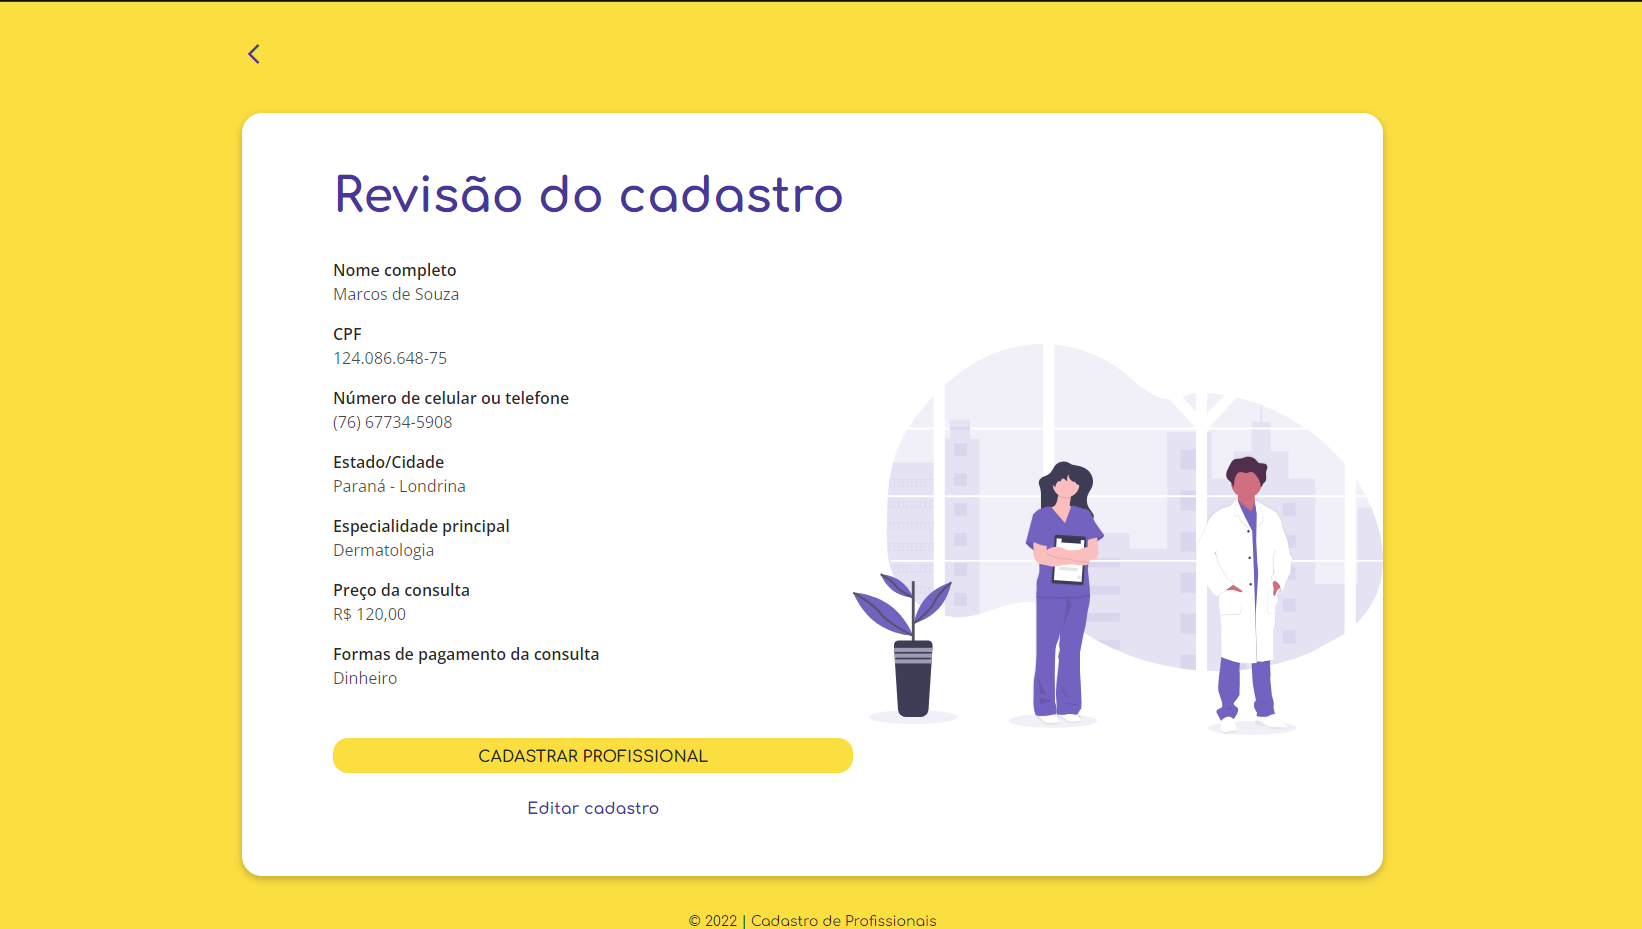 Revisão do cadastro
Nome completo
Marcos de Souza
CPF
124.086.648-75
Número de celular ou telefone
(76) 67734-5908
Estado/Cidade
Paraná - Londrina
Especialidade principal
Dermatologia
Preço da consulta
R$ 120,00
Formas de pagamento da consulta
Dinheiro
CADASTRAR PROFISSIONAL
Editar cadastro
© 2022 | Cadastro de Profissionais